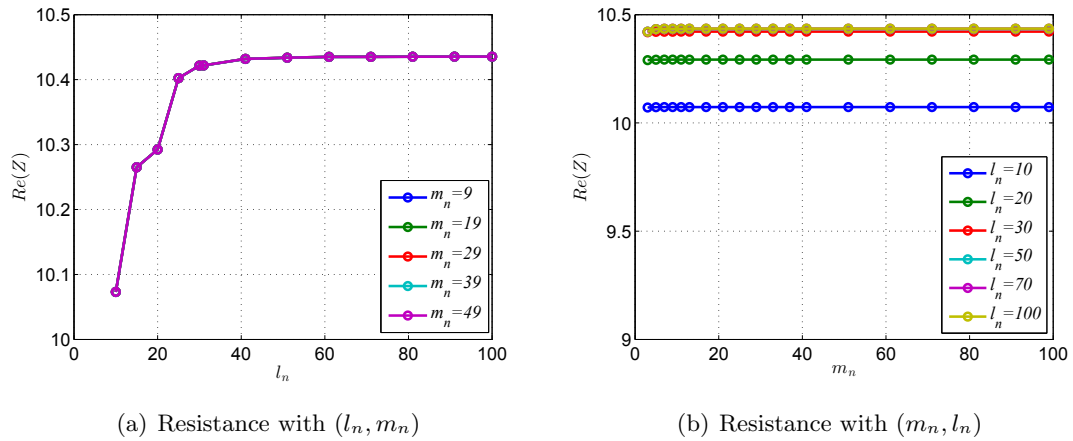 10.5
10.4
10.3
10.2
10.1
10
Re(Z)
0
20
40
60
80
100
l_n
m_n=9
m_n=19
m_n=29
m_n=39
m_n=49
(a) Resistance with (l_n, m_n)
10.5
10
9.5
9
Re(Z)
0
20
40
60
80
100
m_n
l_n=10
l_n=20
l_n=30
l_n=50
l_n=70
l_n=100
(b) Resistance with (m_n, l_n)